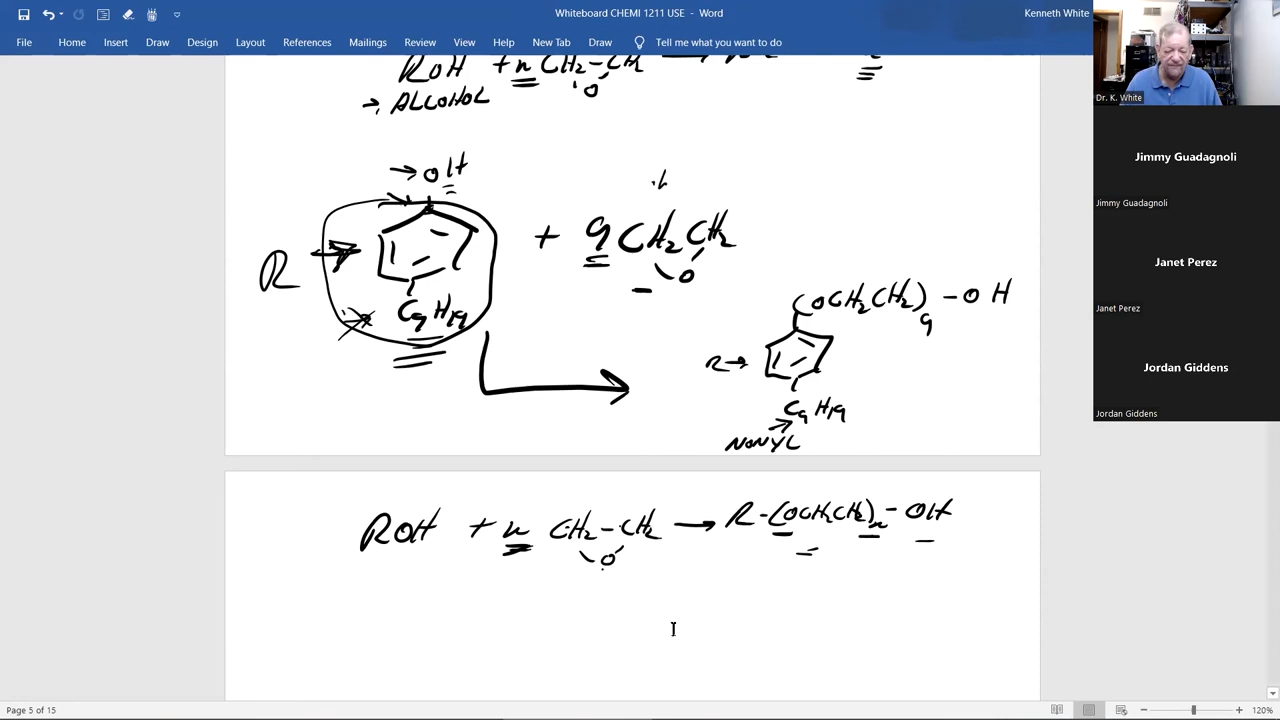 Whiteboard CHEMI 1211 USE - Word
Kenneth White
File Home Insert Draw Design Layout References Mailings Review View Help New Tab Draw Tell me what you want to do
ROH + n CH2-CH
O
→ ALCOHOL
→ OH
R → + 9 CH2CH2
O
C9H19
(OCH2CH2)9 - OH
R →
C9H19
NONYL
ROH + n CH2-CH2 → R-(OCH2CH2)n-OH
O
Dr. K. White
Jimmy Guadagnoli
Jimmy Guadagnoli
Janet Perez
Janet Perez
Jordan Giddens
Jordan Giddens
Page 5 of 15
120%